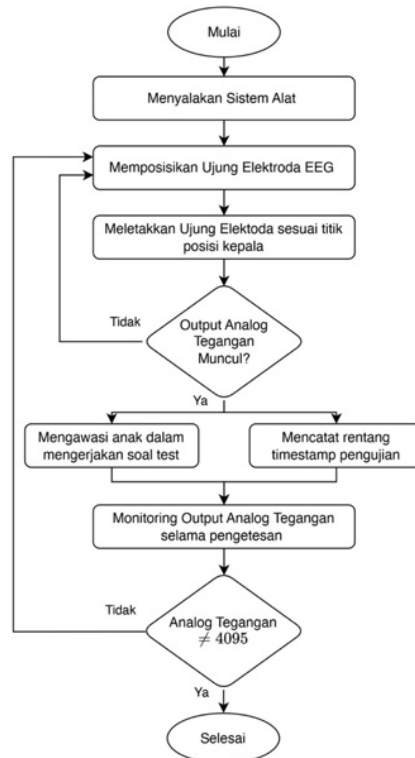 Mulai
Menyalakan Sistem Alat
Memposisikan Ujung Elektroda EEG
Meletakkan Ujung Elektoda sesuai titik
posisi kepala
Tidak
Output Analog
Tegangan
Muncul?
Ya
Mengawasi anak dalam
mengerjakan soal test
Mencatat rentang
timestamp pengujian
Monitoring Output Analog Tegangan
selama pengetesan
Tidak
Analog Tegangan
≠ 4095
Ya
Selesai